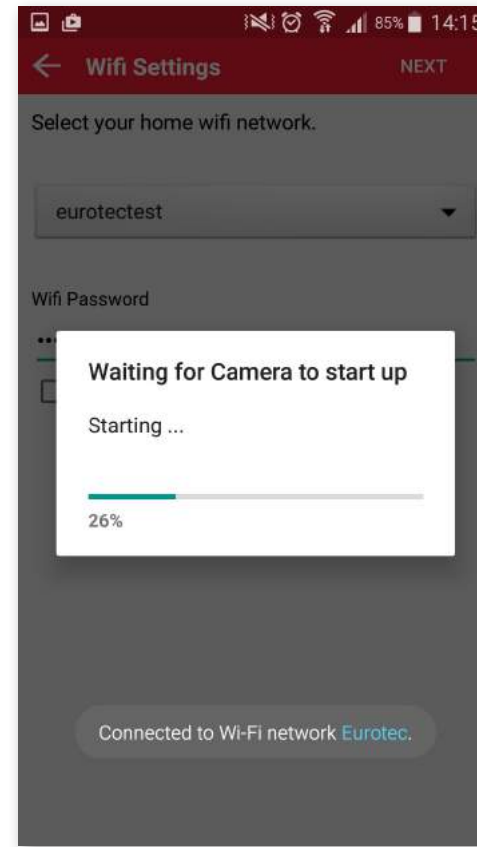 85% 14:15
Wifi Settings NEXT
Select your home wifi network.
eurotectest
Wifi Password
Waiting for Camera to start up
Starting ...
26%
Connected to Wi-Fi network Eurotec.